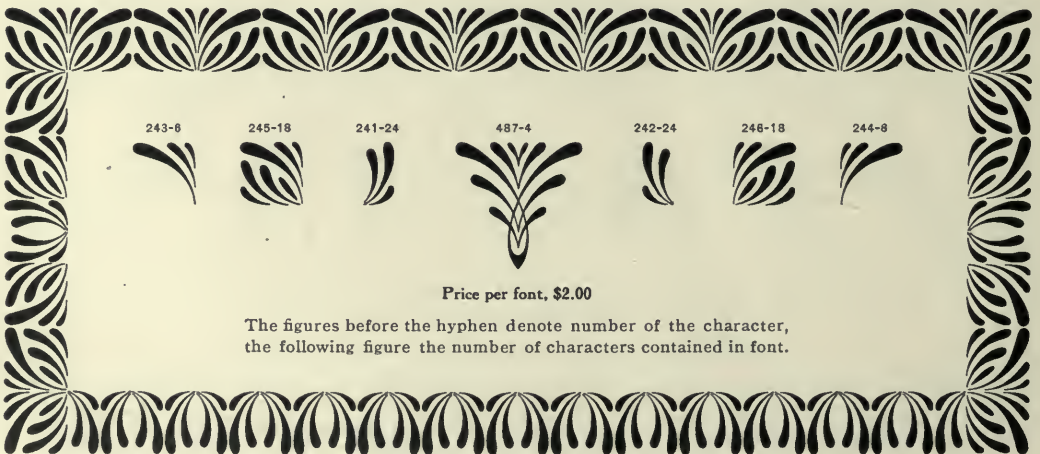 243-6 245-18 241-24 487-4 242-24 246-18 244-6
Price per font, $2.00
The figures before the hyphen denote number of the character,
the following figure the number of characters contained in font.